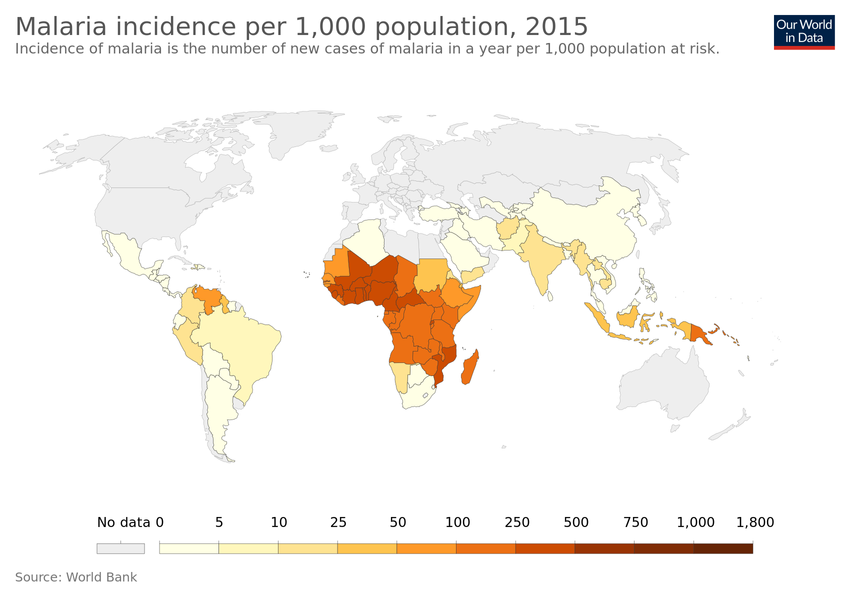 Malaria incidence per 1,000 population, 2015
Incidence of malaria is the number of new cases of malaria in a year per 1,000 population at risk.
Our World
in Data
No data 0 5 10 25 50 100 250 500 750 1,000 1,800
Source: World Bank